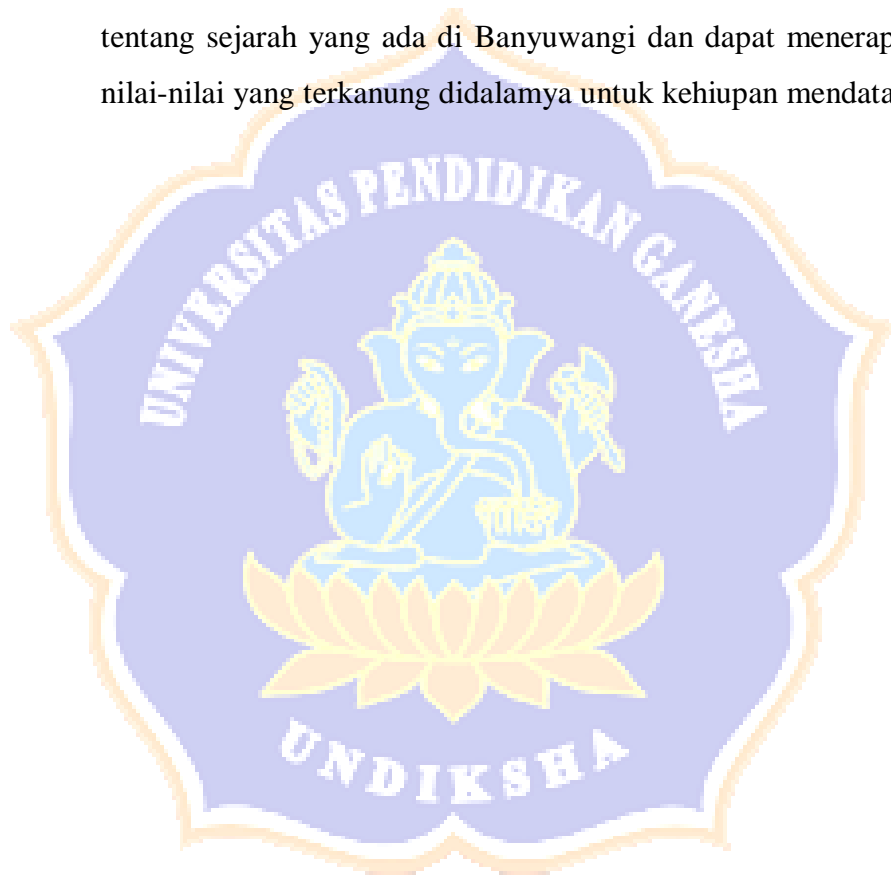 tentang sejarah yang ada di Banyuwangi dan dapat menerap
nilai-nilai yang terkanung didalamya untuk kehiupan mendata
UNIVERSITAS PENDIDIKAN GANESHA
UNDIKSHA